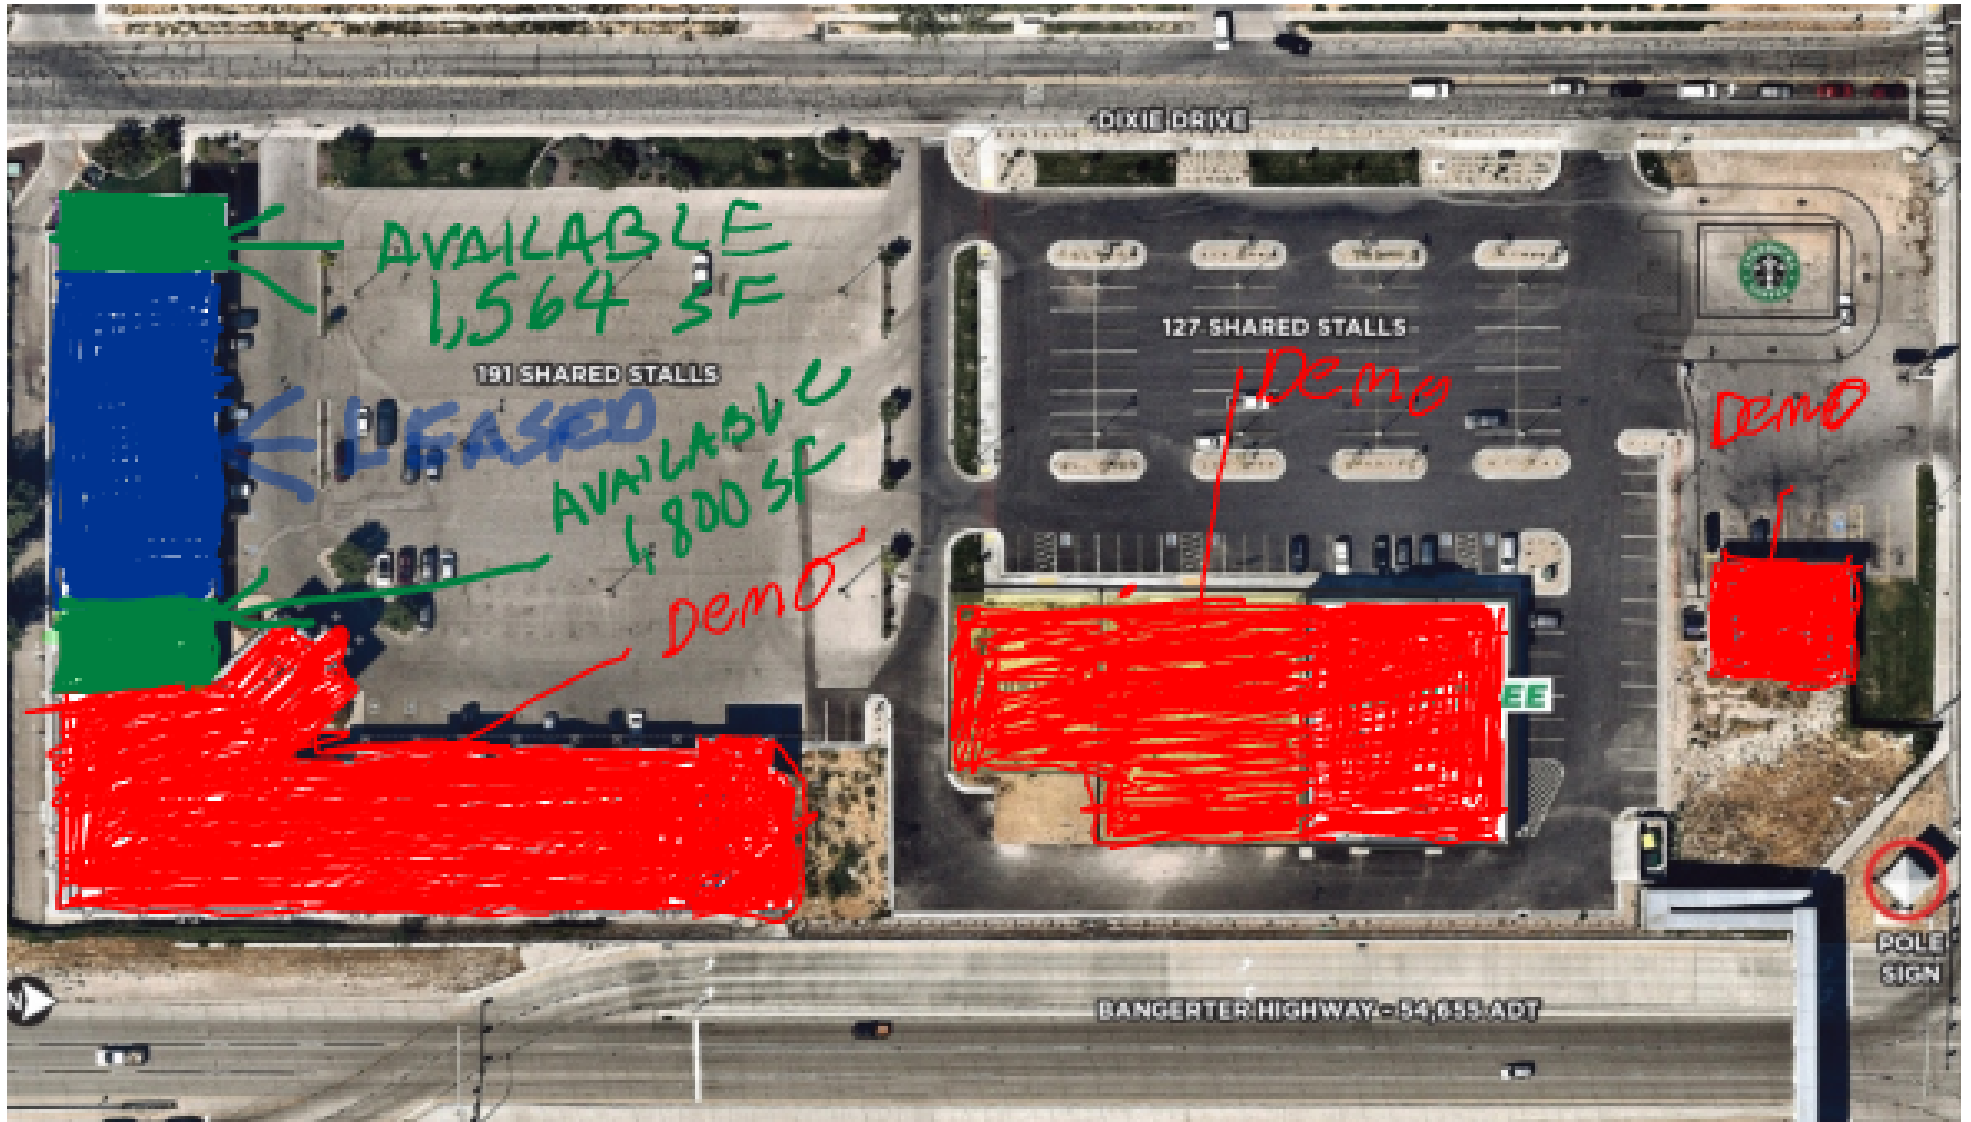 DIXIE DRIVE
AVAILABLE
1,564 SF
127 SHARED STALLS
191 SHARED STALLS
DEMO
DEMO
LEASED
AVAILABLE
1,800 SF
DEMO
EE
POLE
SIGN
N
BANGERTER HIGHWAY - 54,655 ADT